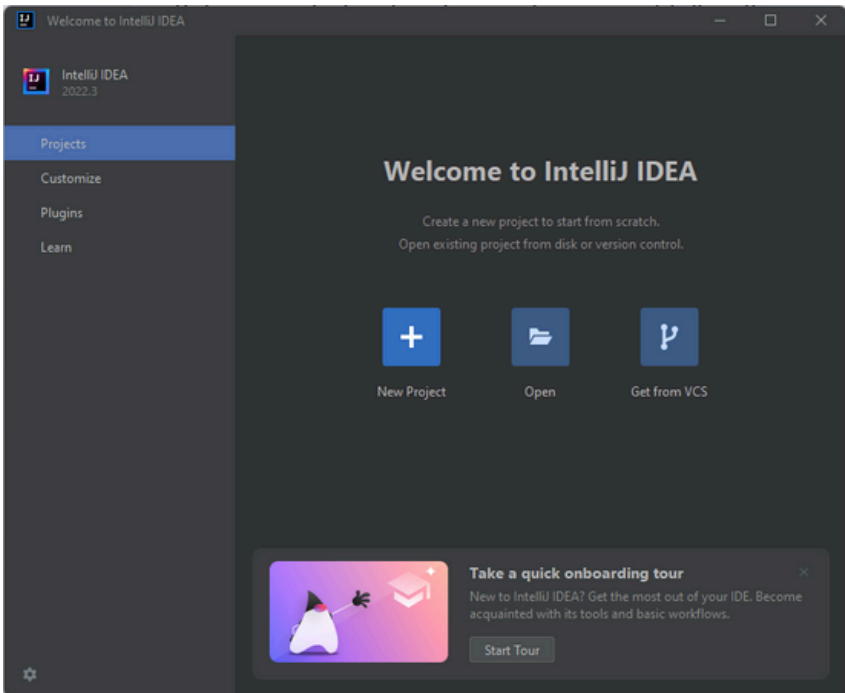 Welcome to IntelliJ IDEA
IntelliJ IDEA
2022.3
Projects
Customize
Plugins
Learn
Welcome to IntelliJ IDEA
Create a new project to start from scratch.
Open existing project from disk or version control.
New Project
Open
Get from VCS
Take a quick onboarding tour
New to IntelliJ IDEA? Get the most out of your IDE. Become
acquainted with its tools and basic workflows.
Start Tour